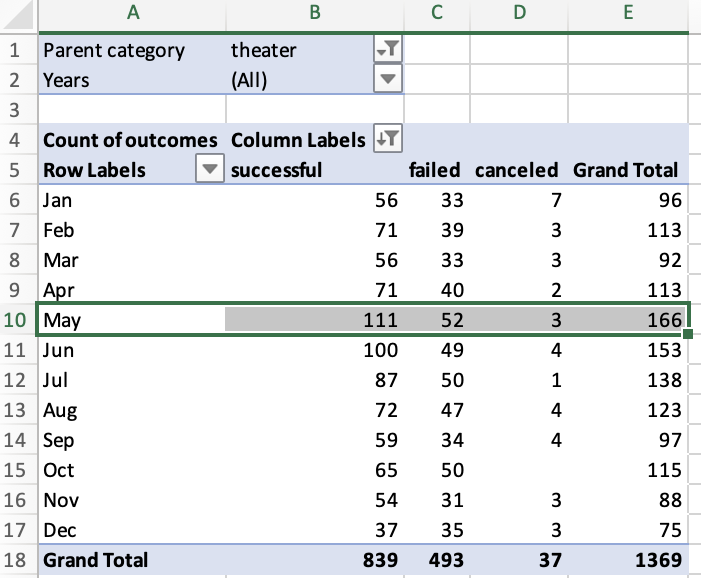 A B C D E
1 Parent category theater
2 Years (All)
3
4 Count of outcomes Column Labels
5 Row Labels successful failed canceled Grand Total
6 Jan 56 33 7 96
7 Feb 71 39 3 113
8 Mar 56 33 3 92
9 Apr 71 40 2 113
10 May 111 52 3 166
11 Jun 100 49 4 153
12 Jul 87 50 1 138
13 Aug 72 47 4 123
14 Sep 59 34 4 97
15 Oct 65 50 115
16 Nov 54 31 3 88
17 Dec 37 35 3 75
18 Grand Total 839 493 37 1369